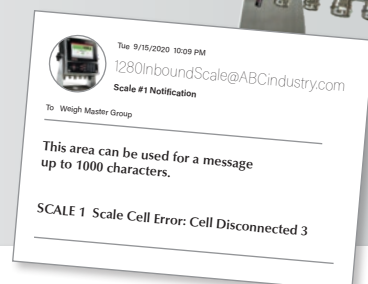 Tue 9/15/2020 10:09 PM
1280InboundScale@ABCindustry.com
Scale #1 Notification
To Weigh Master Group
This area can be used for a message
up to 1000 characters.
SCALE 1 Scale Cell Error: Cell Disconnected 3